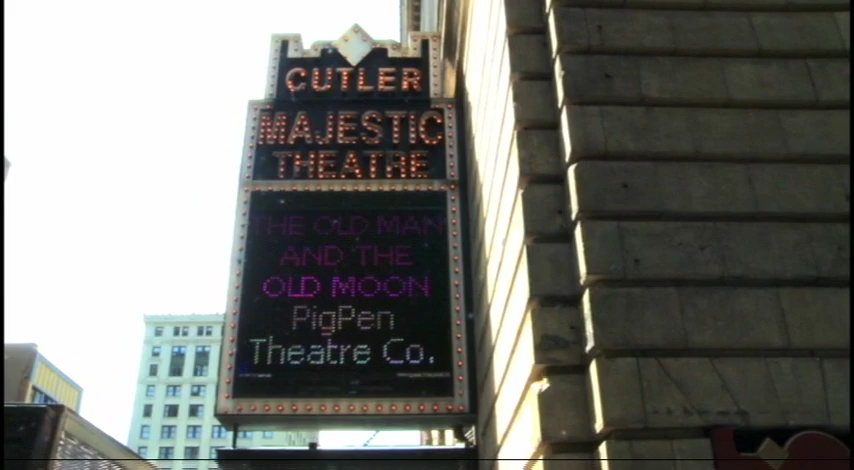 CUTLER
MAJESTIC
THEATRE
THE OLD MAN
AND THE
OLD MOON
PigPen
Theatre Co.